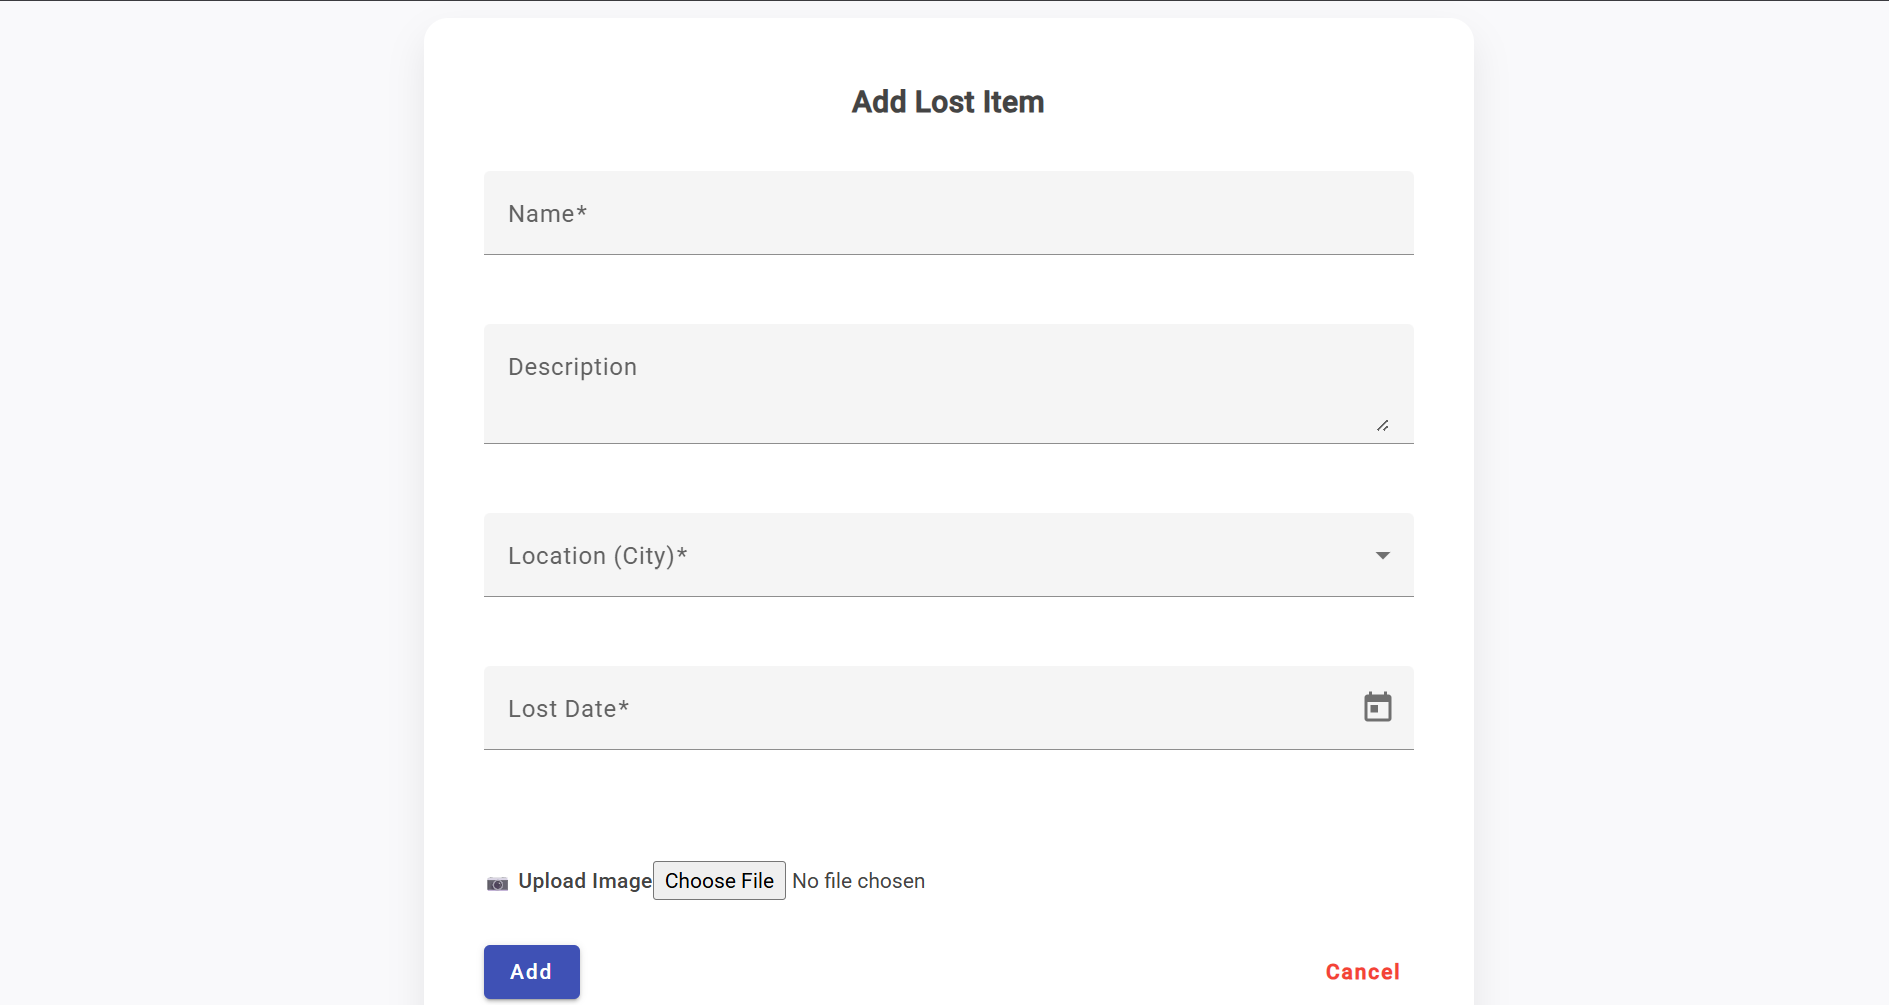 Add Lost Item
Name*
Description
Location (City)*
Lost Date*
Upload Image Choose File No file chosen
Add Cancel